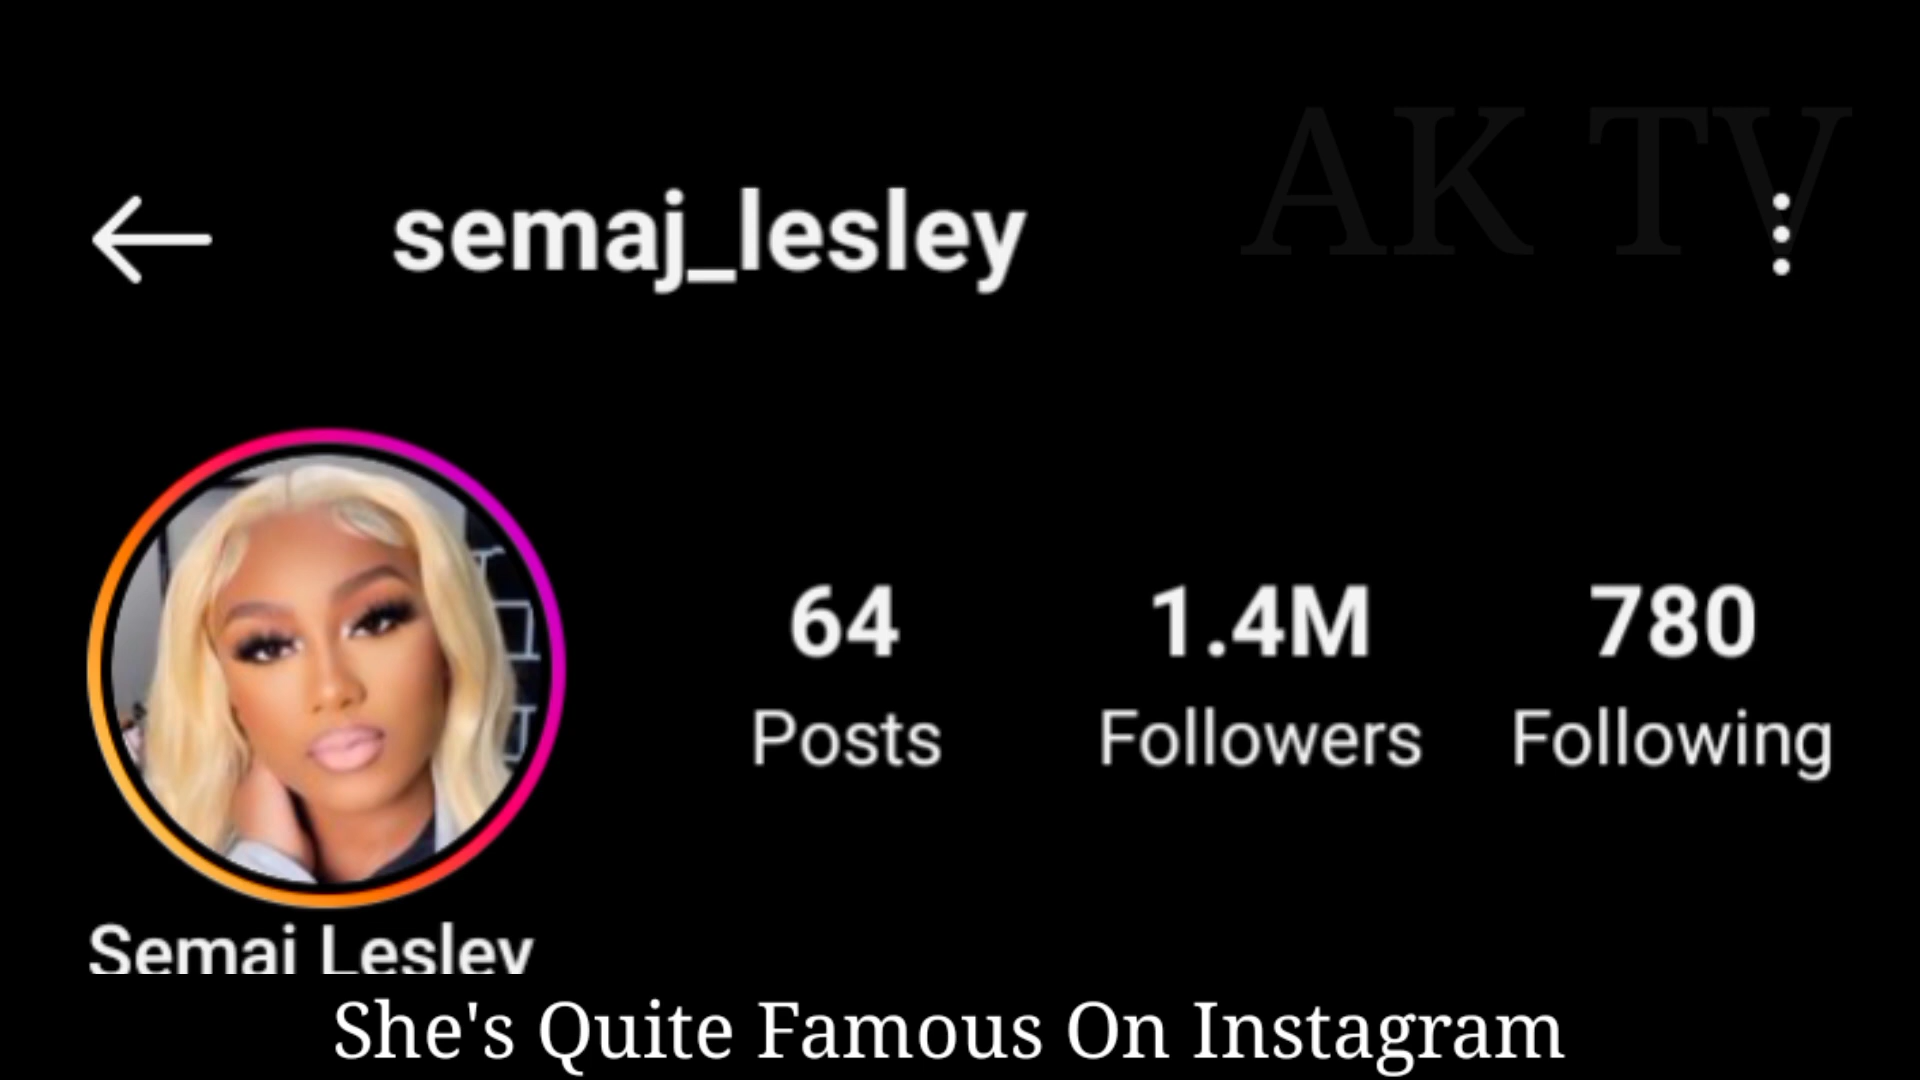 AK TV
semaj_lesley
64 1.4M 780
Posts Followers Following
Semaj Lesley
She's Quite Famous On Instagram